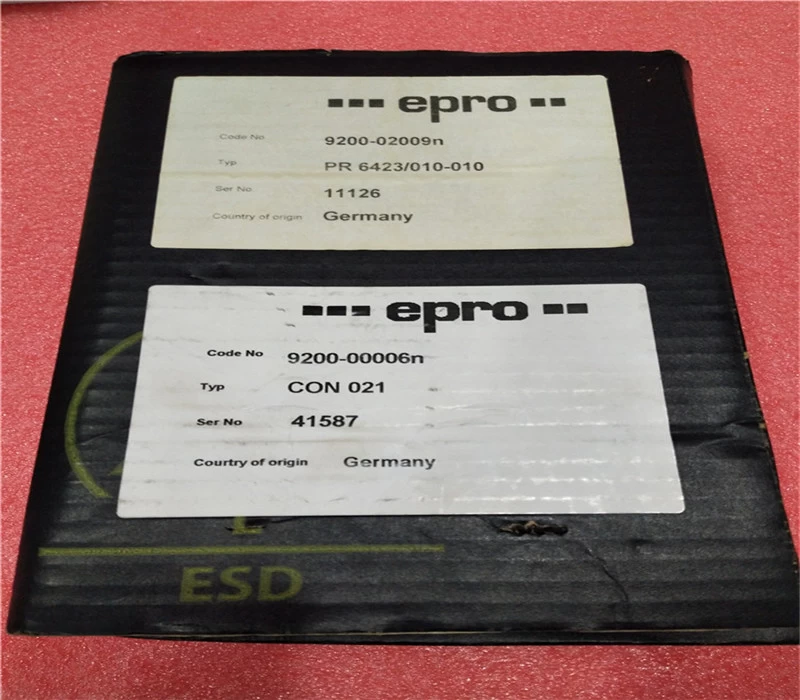 epro
Code No 9200-02009n
Typ PR 6423/010-010
Ser No 11126
Country of origin Germany
epro
Code No 9200-00006n
Typ CON 021
Ser No 41587
Courtry of origin Germany
ESD